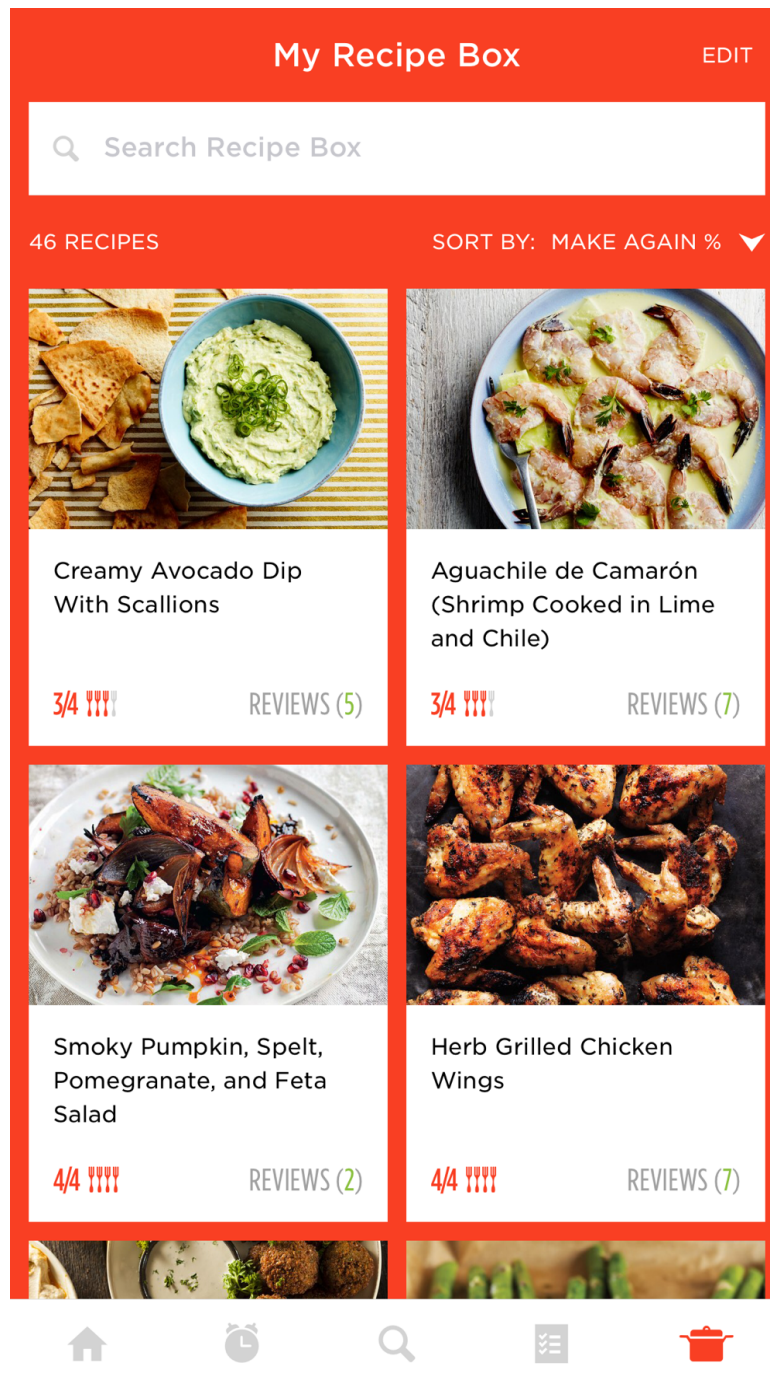 My Recipe Box
EDIT
Search Recipe Box
46 RECIPES
SORT BY: MAKE AGAIN %
Creamy Avocado Dip
With Scallions
3/4
REVIEWS (5)
Aguachile de Camarón
(Shrimp Cooked in Lime
and Chile)
3/4
REVIEWS (7)
Smoky Pumpkin, Spelt,
Pomegranate, and Feta
Salad
4/4
REVIEWS (2)
Herb Grilled Chicken
Wings
4/4
REVIEWS (7)